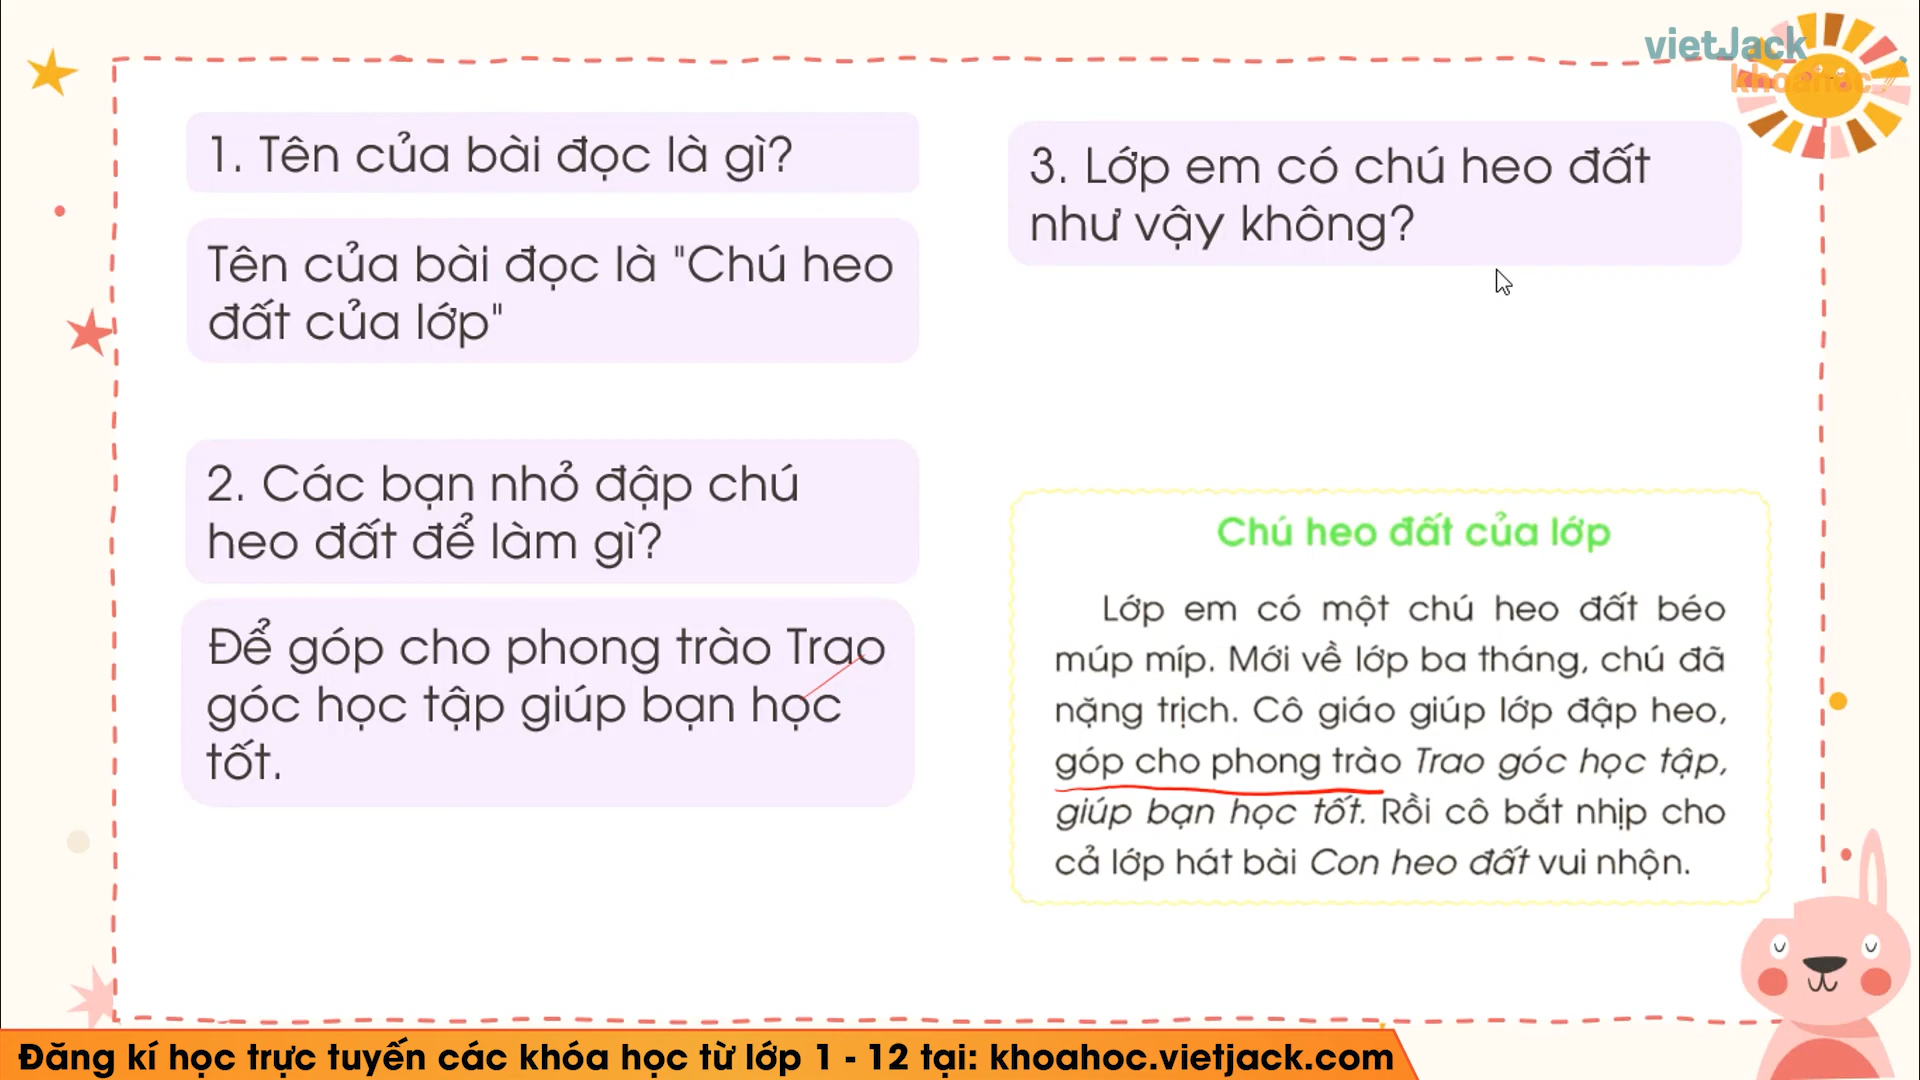 vietJack
khoahoc
1. Tên của bài đọc là gì?
Tên của bài đọc là "Chú heo
đất của lớp"
2. Các bạn nhỏ đập chú
heo đất để làm gì?
Để góp cho phong trào Trao
góc học tập giúp bạn học
tốt.
3. Lớp em có chú heo đất
như vậy không?
Chú heo đất của lớp
Lớp em có một chú heo đất béo
múp míp. Mới về lớp ba tháng, chú đã
nặng trịch. Cô giáo giúp lớp đập heo,
góp cho phong trào Trao góc học tập,
giúp bạn học tốt. Rồi cô bắt nhịp cho
cả lớp hát bài Con heo đất vui nhộn.
Đăng kí học trực tuyến các khóa học từ lớp 1 - 12 tại: khoahoc.vietjack.com